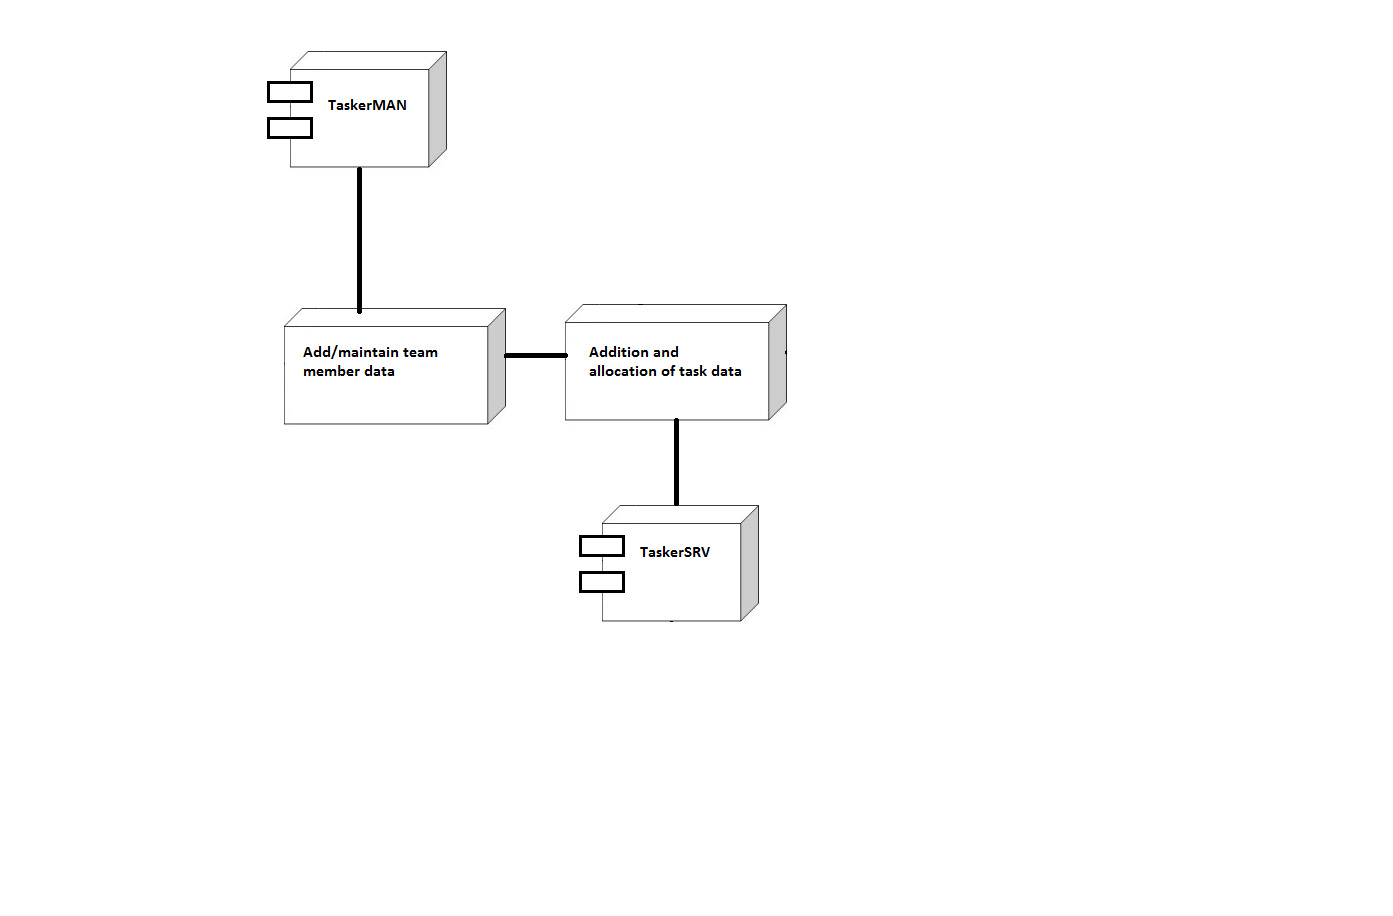 TaskerMAN
Add/maintain team
member data
Addition and
allocation of task data
TaskerSRV